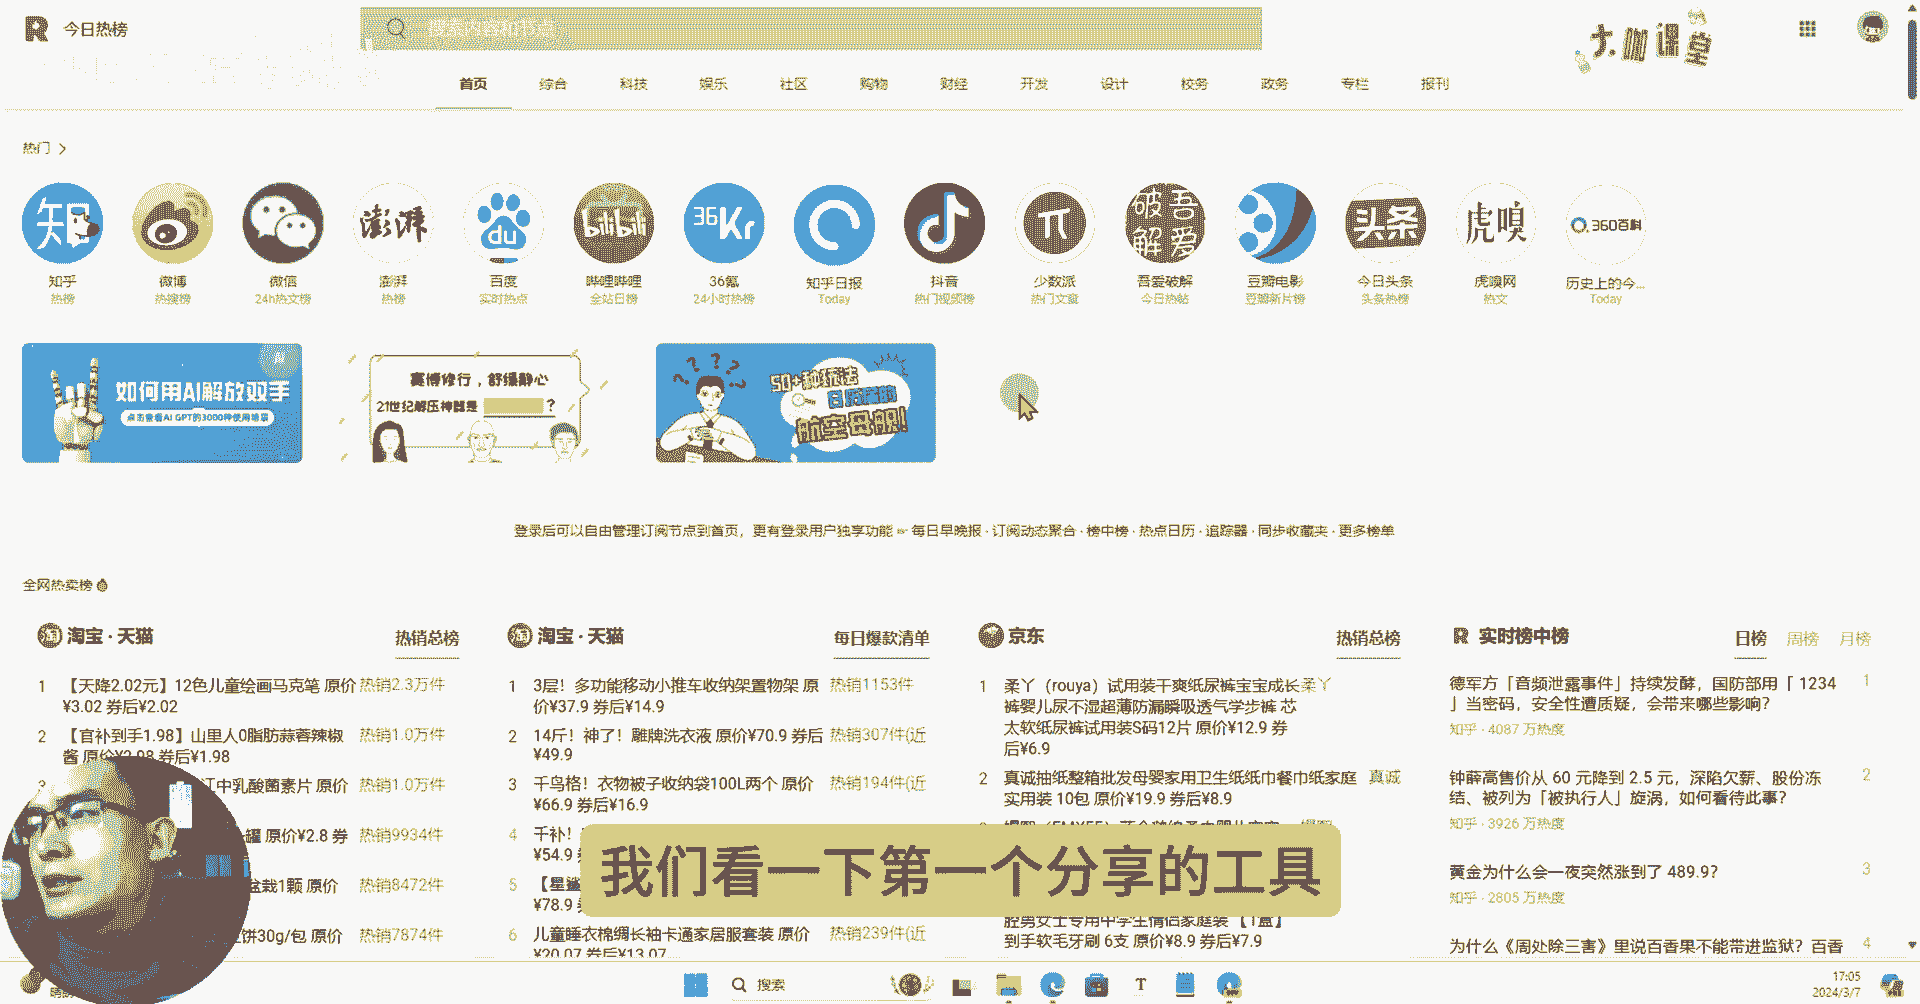 今日热榜
搜索内容和节点
大咖课堂
首页 综合 科技 娱乐 社区 购物 财经 开发 设计 校务 政务 专栏 报刊
热门 >
知
澎湃
du
bilibili
36Kr
吾爱破解
头条
虎嗅
360百科
知乎 微博 微信 澎湃 百度 哔哩哔哩 36氪 知乎日报 抖音 少数派 吾爱破解 豆瓣电影 今日头条 虎嗅网 历史上的今...
热榜 热搜榜 24h热文榜 热榜 实时热点 全站日榜 24小时热榜 Today 热门视频榜 热门文章 今日热帖 豆瓣新片榜 头条热榜 热文 Today
如何用AI解放双手
点击查看AI GPT的3000种使用场景
赛博修行，舒缓静心
21世纪解压神器是 ?
50+种玩法
航空母舰！
登录后可以自由管理订阅节点到首页，更有登录用户独享功能 ☞ 每日早晚报 · 订阅动态聚合 · 榜中榜 · 热点日历 · 追踪器 · 同步收藏夹 · 更多榜单
全网热卖榜
淘宝 · 天猫 热销总榜
1 【天降2.02元】12色儿童绘画马克笔 原价 热销2.3万件
¥3.02 券后¥2.02
2 【官补到手1.98】山里人0脂肪蒜蓉辣椒 热销1.0万件
酱 原价¥2.98 券后¥1.98
3 江中乳酸菌素片 原价 热销1.0万件
罐 原价¥2.8 券 热销9934件
盆栽1颗 原价 热销8472件
饼30g/包 原价 热销7874件
淘宝 · 天猫 每日爆款清单
1 3层！多功能移动小推车收纳架置物架 原 热销1153件
价¥37.9 券后¥14.9
2 14斤！神了！雕牌洗衣液 原价¥70.9 券后 热销307件(近
¥49.9
3 千鸟格！衣物被子收纳袋100L两个 原价 热销194件(近
¥66.9 券后¥16.9
4 千补！
¥54.9
5 【星
¥78.9
6 儿童睡衣棉绸长袖卡通家居服套装 原价 热销239件(近
¥20.07 券后¥13.07
京东 热销总榜
1 柔丫（rouya）试用装干爽纸尿裤宝宝成长 柔丫
裤婴儿尿不湿超薄防漏瞬吸透气学步裤 芯
太软纸尿裤试用装S码12片 原价¥12.9 券
后¥6.9
2 真诚抽纸整箱批发母婴家用卫生纸纸巾餐巾纸家庭 真诚
实用装 10包 原价¥19.9 券后¥8.9
腔男女士专用中学生情侣家庭装 【1盒】
到手软毛牙刷 6支 原价¥8.9 券后¥7.9
实时榜中榜 日榜 周榜 月榜
德军方「音频泄露事件」持续发酵，国防部用「 1234 1
」当密码，安全性遭质疑，会带来哪些影响？
知乎 · 4087 万热度
钟薛高售价从 60 元降到 2.5 元，深陷欠薪、股份冻 2
结、被列为「被执行人」旋涡，如何看待此事？
知乎 · 3926 万热度
黄金为什么会一夜突然涨到了 489.9？ 3
知乎 · 2805 万热度
为什么《周处除三害》里说百香果不能带进监狱？百香 4
我们看一下第一个分享的工具
搜索
17:05
2024/3/7